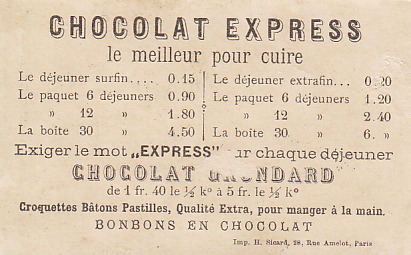 CHOCOLAT EXPRESS
le meilleur pour cuire
Le déjeuner surfin.... 0.15 Le déjeuner extrafin... 0 20
Le paquet 6 déjeuners 0.90 Le paquet 6 déjeuners 1.20
» 12 » 1.80 » 12 » 2.40
La boite 30 » 4.50 La boite 30 » 6. »
Exiger le mot „EXPRESS” ur chaque déjeuner
CHOCOLAT
de 1 fr. 40 le ½ kº à 5 fr. le ½ kº
Croquettes Bâtons Pastilles, Qualité Extra, pour manger à la main.
BONBONS EN CHOCOLAT
Imp. H. Sicard, 28, Rue Amelot, Paris